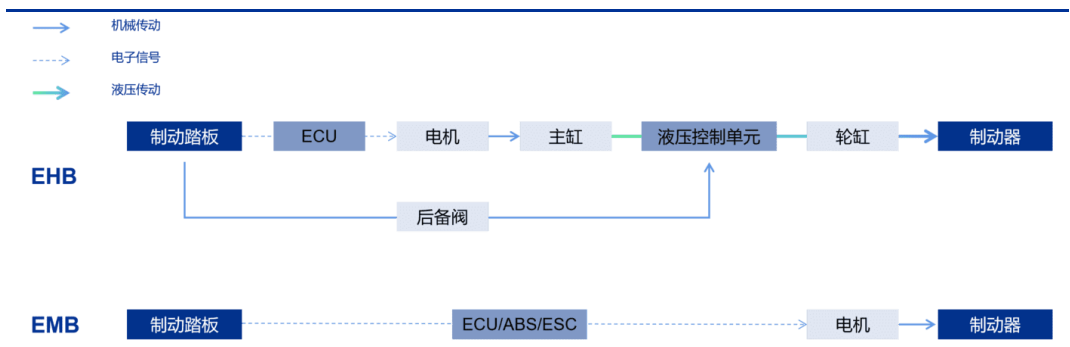 机械传动
电子信号
液压传动
制动踏板 ECU 电机 主缸 液压控制单元 轮缸 制动器
EHB
后备阀
EMB 制动踏板 ECU/ABS/ESC 电机 制动器